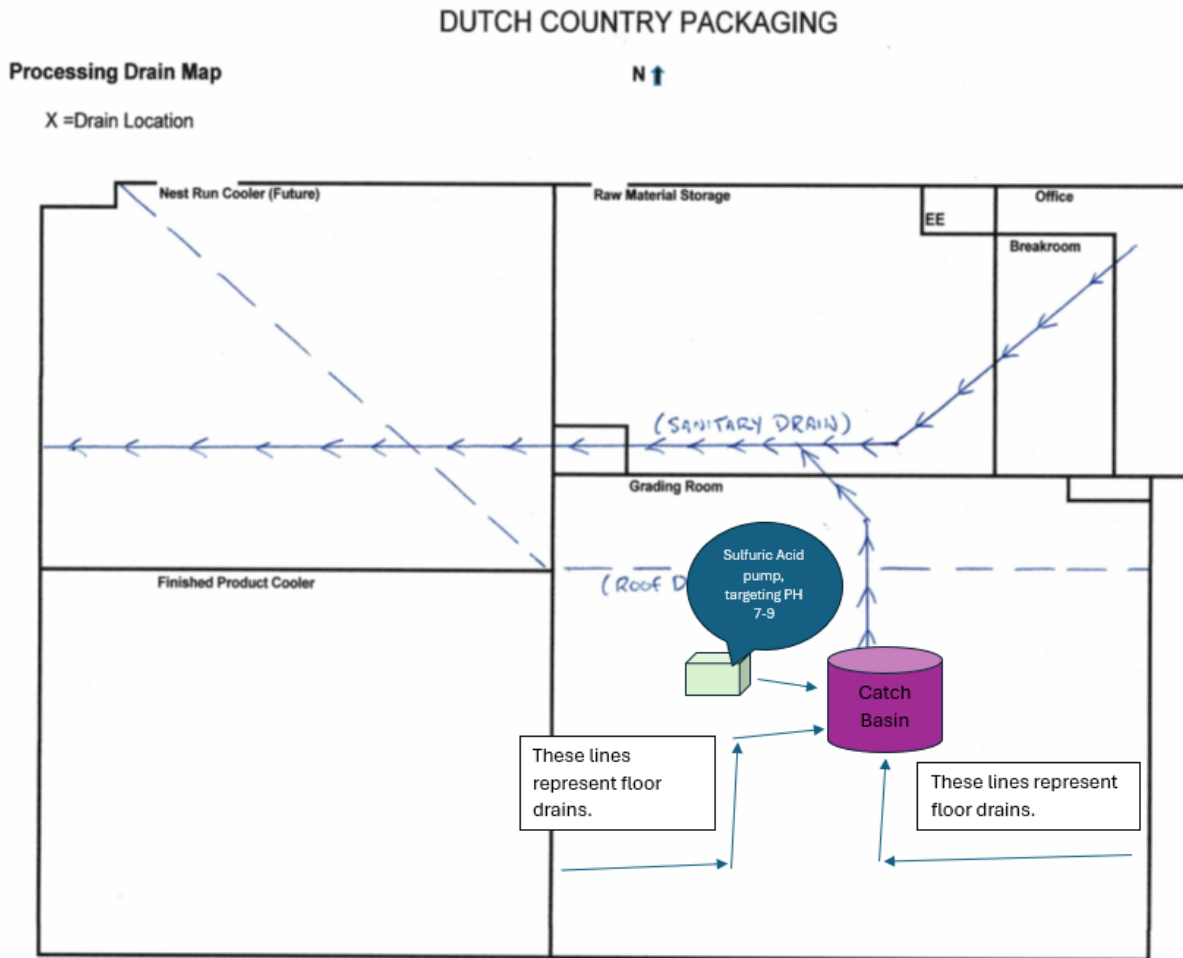 DUTCH COUNTRY PACKAGING
Processing Drain Map
N
X =Drain Location
Nest Run Cooler (Future)
Raw Material Storage
Office
EE
Breakroom
(SANITARY DRAIN)
Grading Room
Sulfuric Acid
pump,
targeting PH
7-9
Finished Product Cooler
(ROOF D
Catch
Basin
These lines
represent floor
drains.
These lines represent
floor drains.